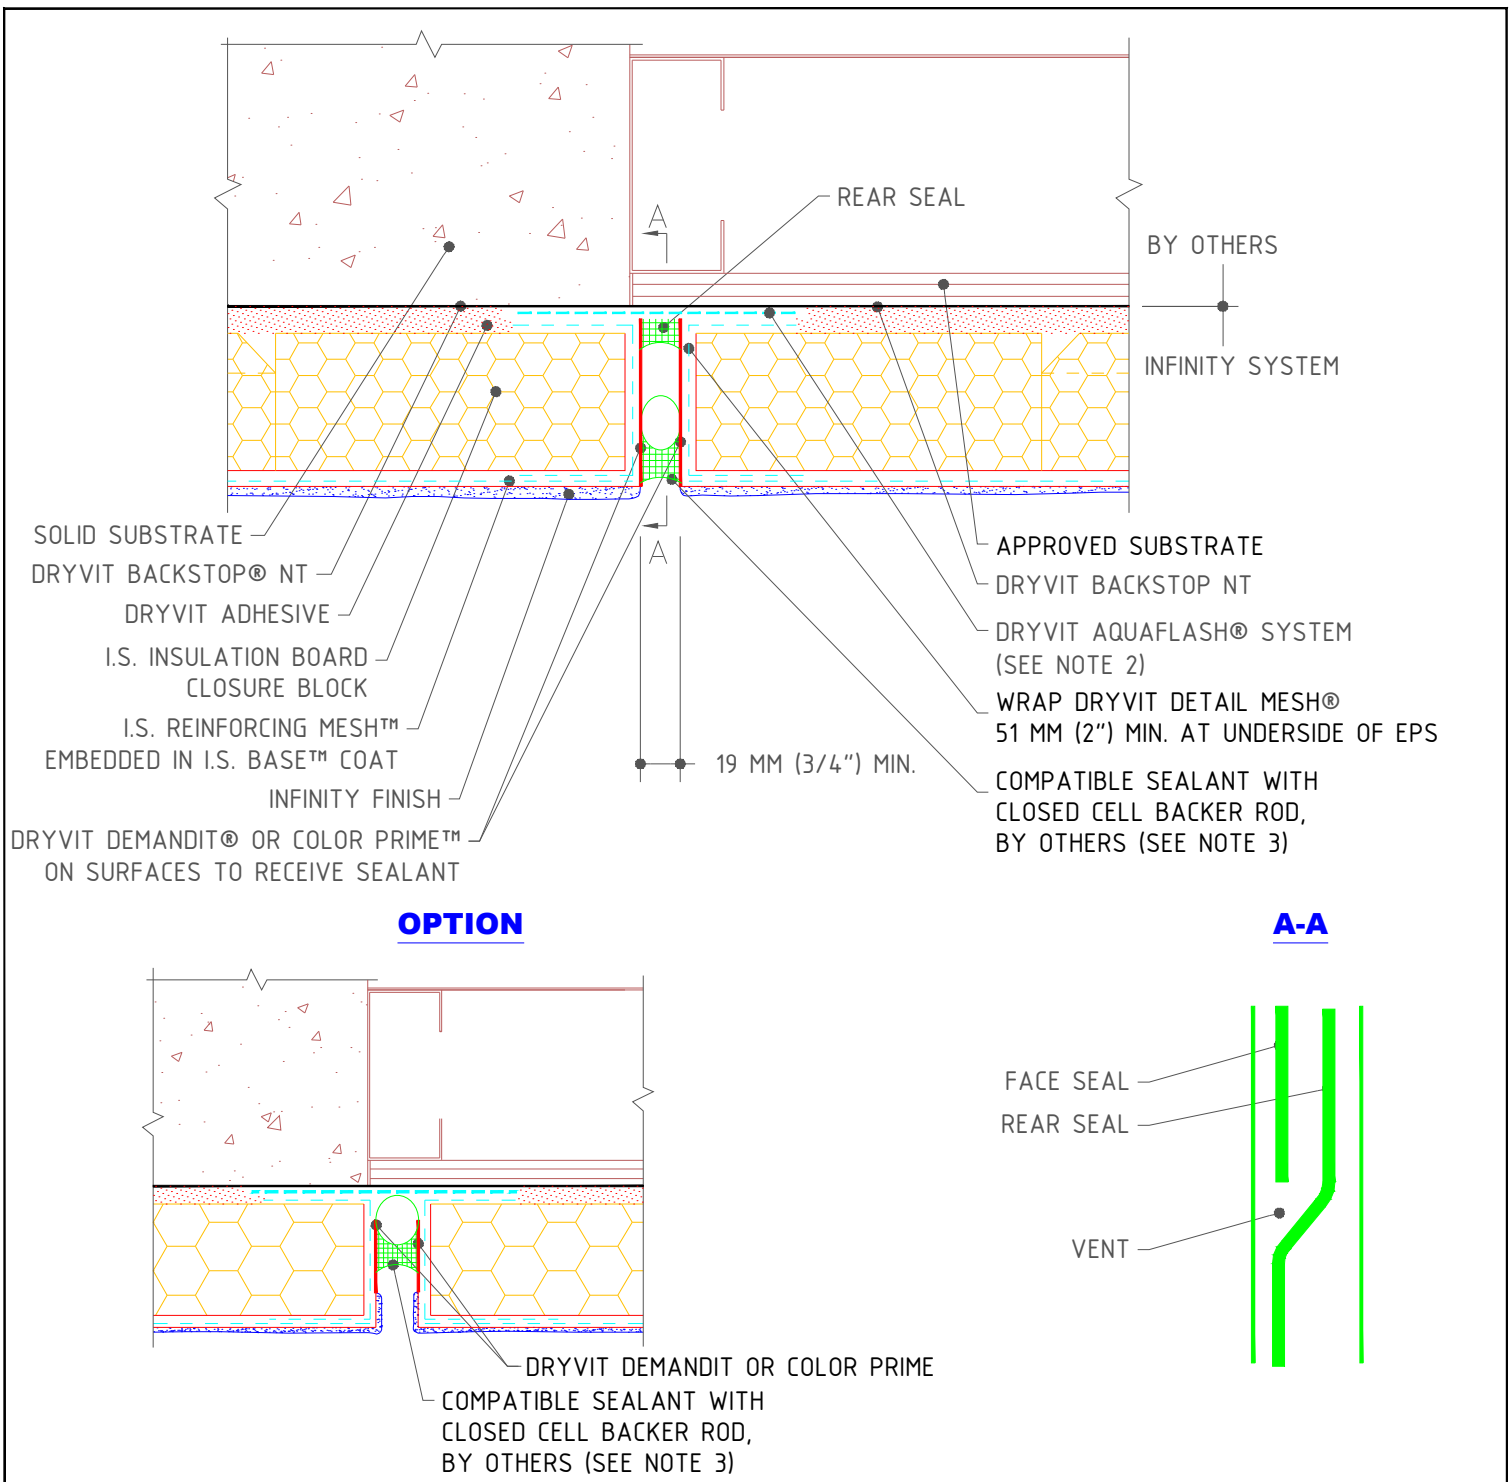 A
REAR SEAL
BY OTHERS
INFINITY SYSTEM
SOLID SUBSTRATE
DRYVIT BACKSTOP® NT
DRYVIT ADHESIVE
I.S. INSULATION BOARD
CLOSURE BLOCK
I.S. REINFORCING MESH™
EMBEDDED IN I.S. BASE™ COAT
INFINITY FINISH
DRYVIT DEMANDIT® OR COLOR PRIME™
ON SURFACES TO RECEIVE SEALANT
A
19 MM (3/4") MIN.
APPROVED SUBSTRATE
DRYVIT BACKSTOP NT
DRYVIT AQUAFLASH® SYSTEM
(SEE NOTE 2)
WRAP DRYVIT DETAIL MESH®
51 MM (2") MIN. AT UNDERSIDE OF EPS
COMPATIBLE SEALANT WITH
CLOSED CELL BACKER ROD,
BY OTHERS (SEE NOTE 3)
OPTION
DRYVIT DEMANDIT OR COLOR PRIME
COMPATIBLE SEALANT WITH
CLOSED CELL BACKER ROD,
BY OTHERS (SEE NOTE 3)
A-A
FACE SEAL
REAR SEAL
VENT